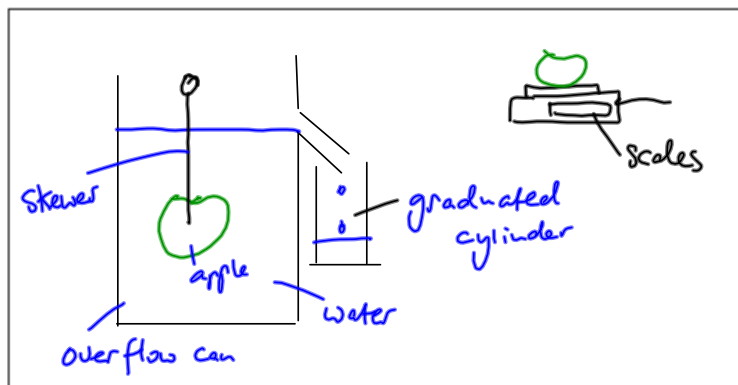 scales
skewer
graduated
cylinder
apple
water
overflow can